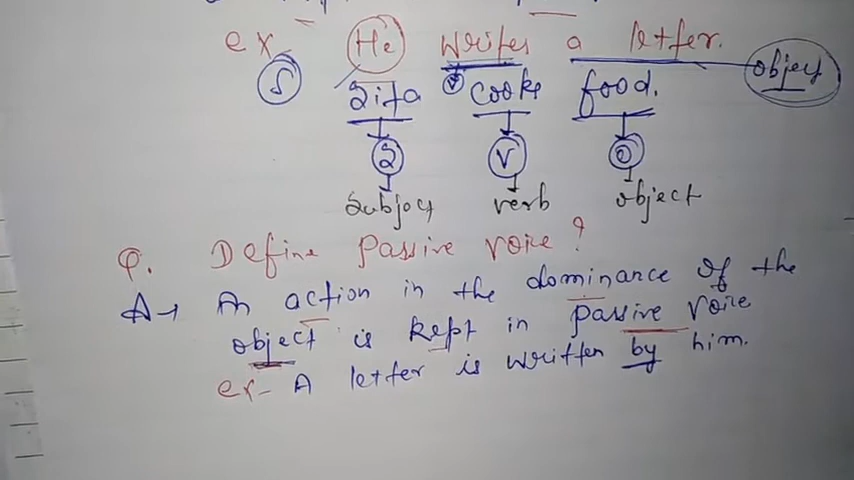 ex He writes a letter.
S Sita V cooks food. object
S V O
Subject verb object
Q. Define Passive voice ?
A→ An action in the dominance of the
object is kept in passive voice
ex- A letter is written by him.